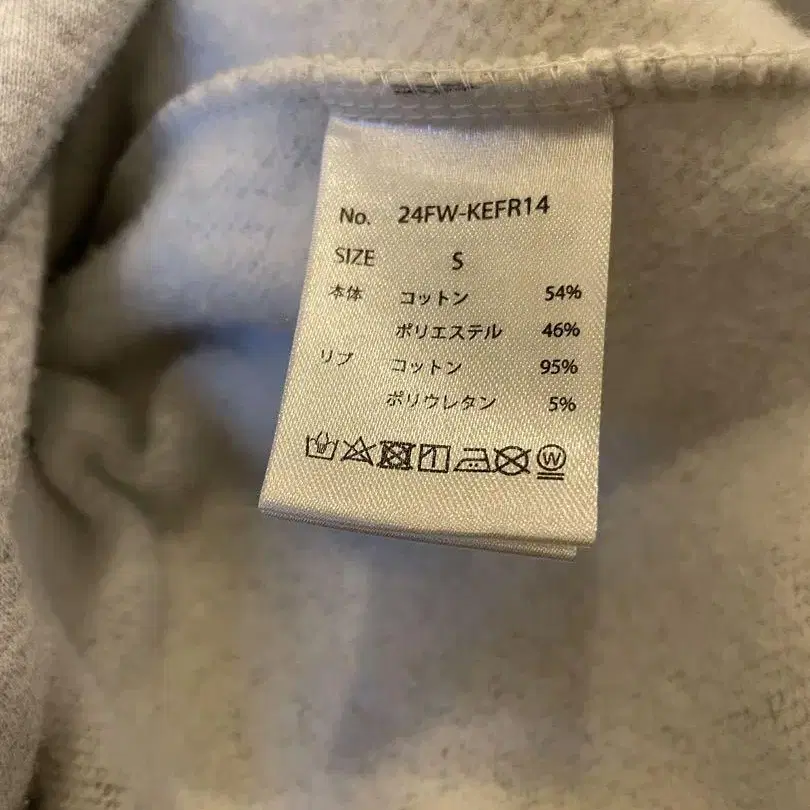 No. 24FW-KEFR14
SIZE S
本体 コットン 54%
ポリエステル 46%
リブ コットン 95%
ポリウレタン 5%
W